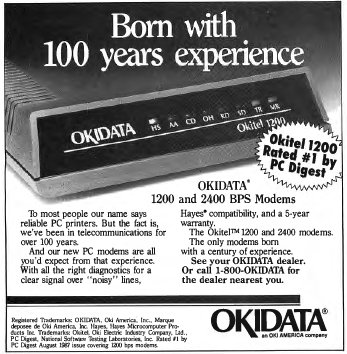 Born with
100 years experience
OKIDATA
HS AA CD OH RD SD TR MR
Okitel 1200
Okitel 1200
Rated #1 by
PC Digest
OKIDATA®
1200 and 2400 BPS Modems
To most people our name says
reliable PC printers. But the fact is,
we've been in telecommunications for
over 100 years.
And our new PC modems are all
you'd expect from that experience.
With all the right diagnostics for a
clear signal over "noisy" lines,
Hayes® compatibility, and a 5-year
warranty.
The Okitel™ 1200 and 2400 modems.
The only modems born
with a century of experience.
See your OKIDATA dealer.
Or call 1-800-OKIDATA for
the dealer nearest you.
Registered Trademarks: OKIDATA, Oki America, Inc., Marque
deposee de Oki America, Inc. Hayes, Hayes Microcomputer Pro-
ducts Inc. Trademarks: Okitel, Oki Electric Industry Company, Ltd.,
PC Digest, National Software Testing Laboratories, Inc. Rated #1 by
PC Digest August 1987 issue covering 1200 bps modems.
OKIDATA®
an OKI AMERICA company